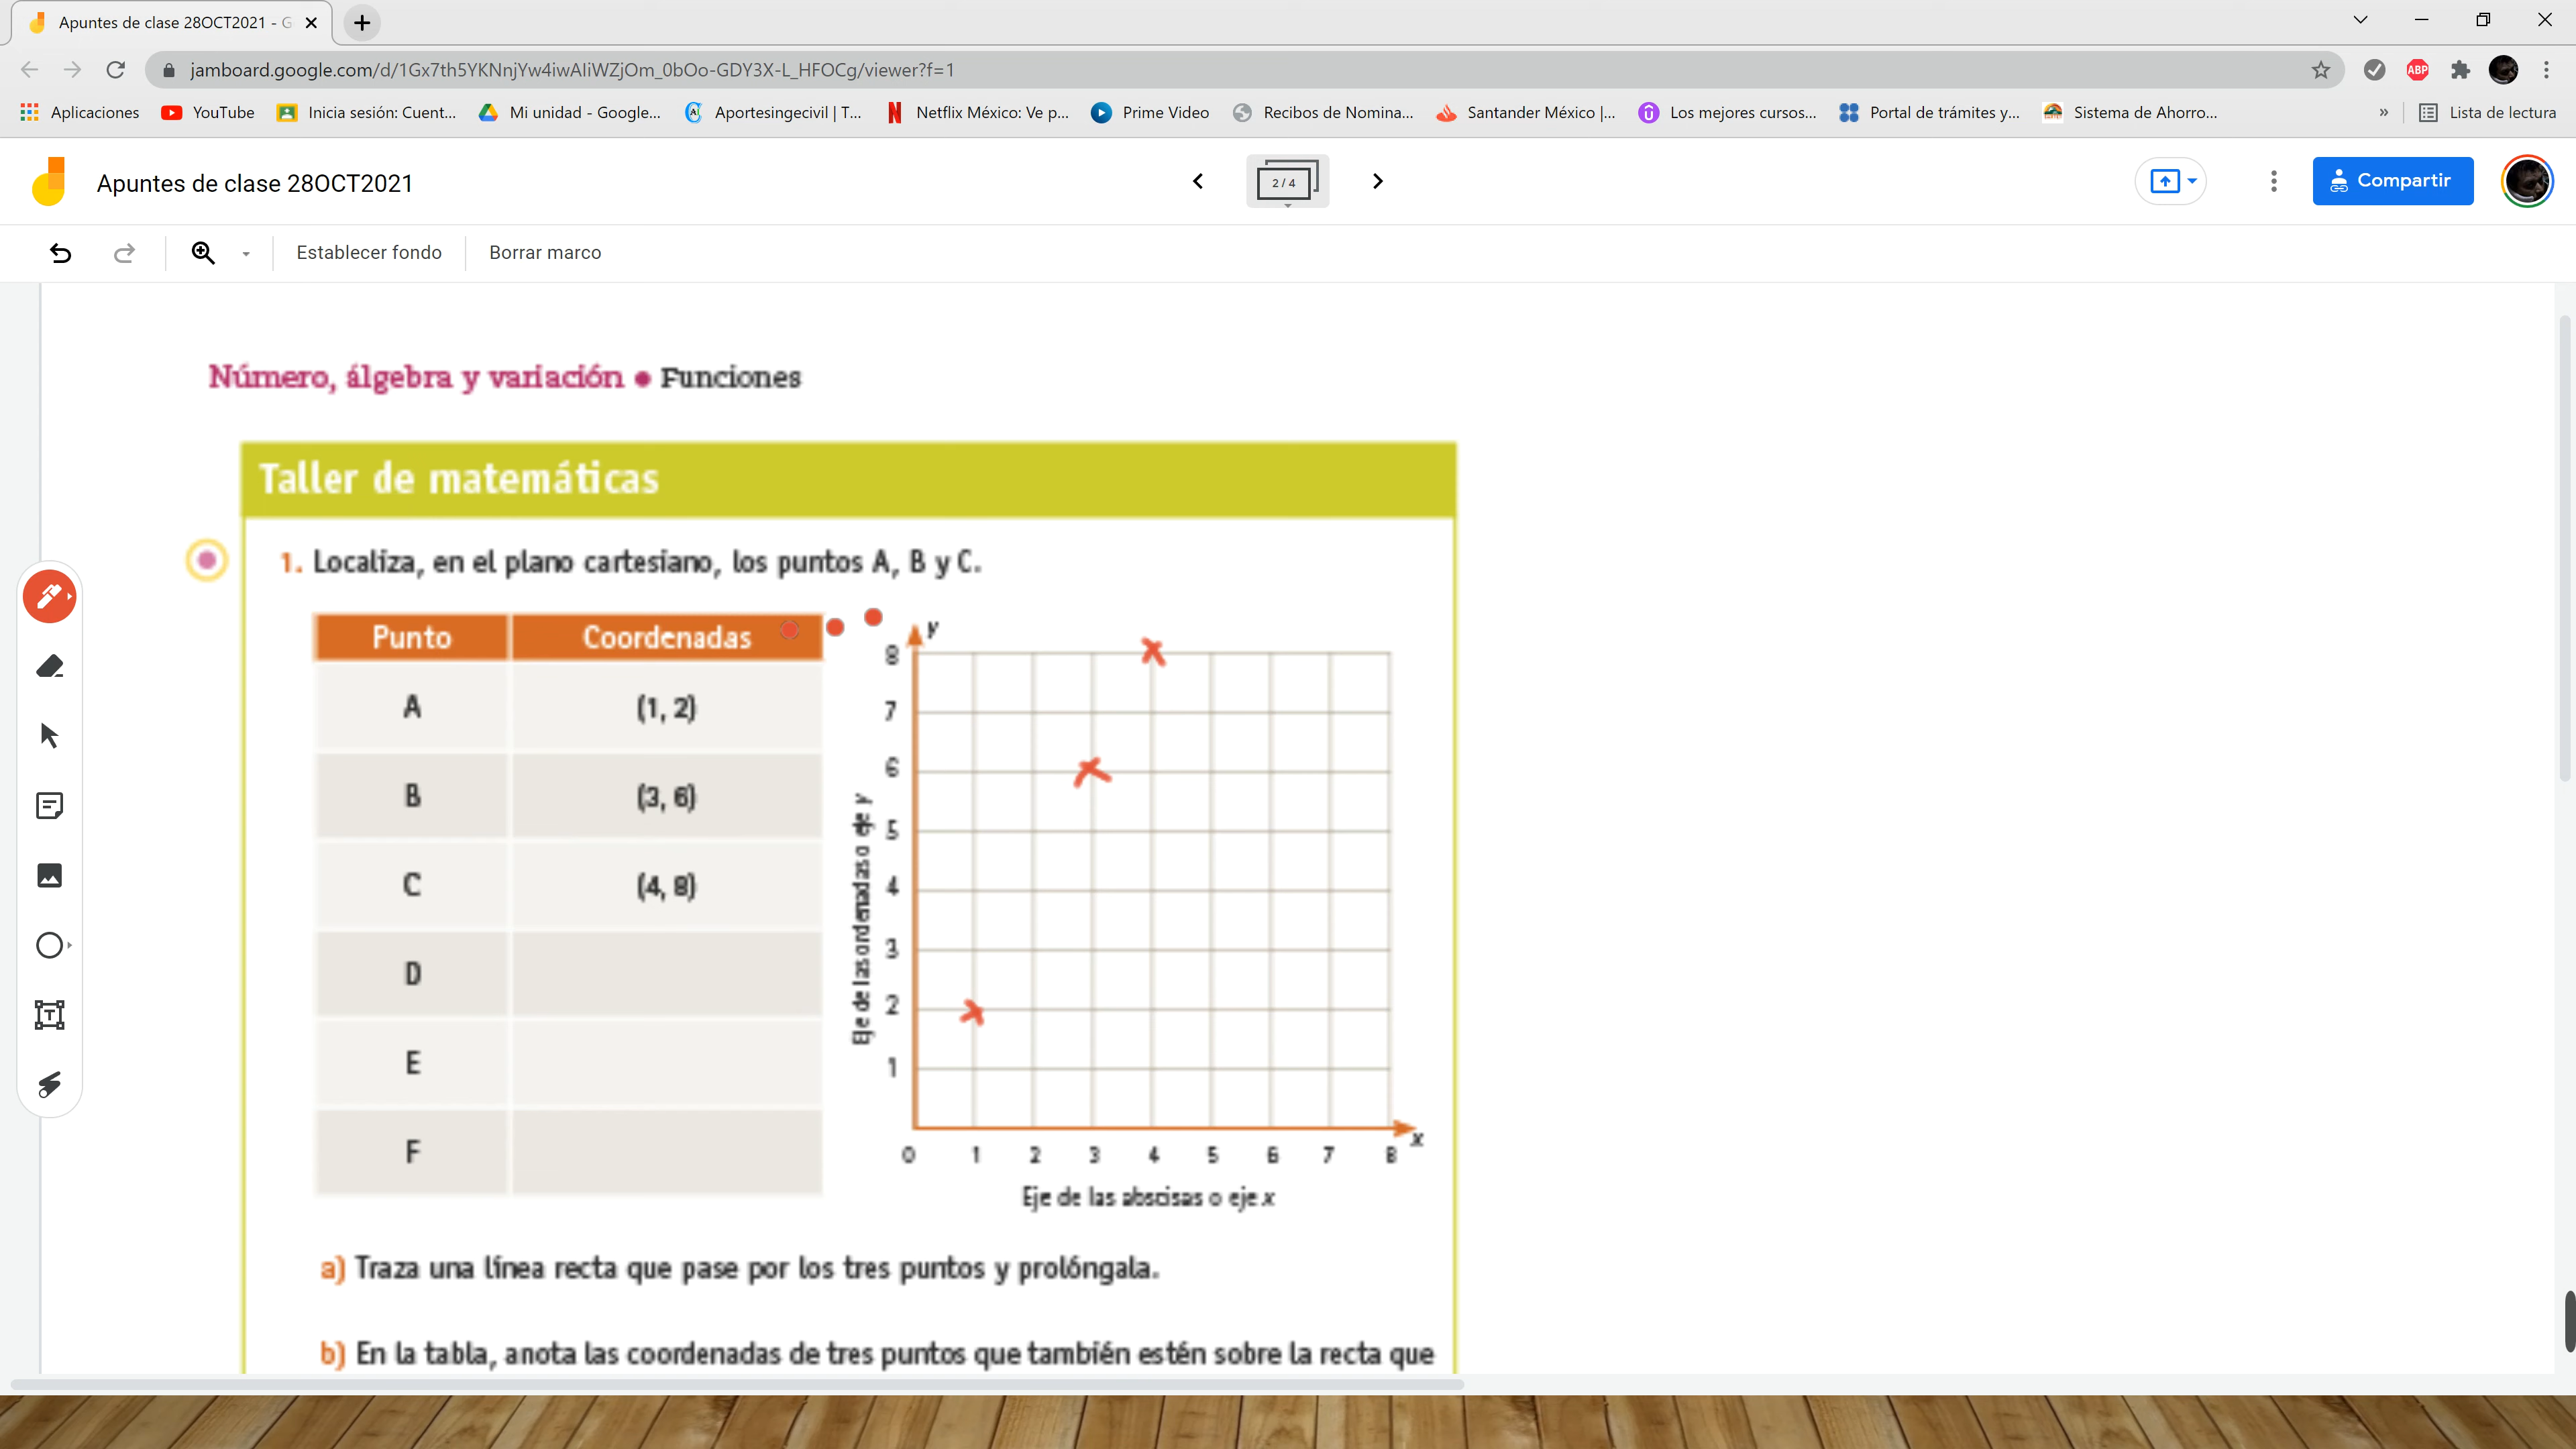 Apuntes de clase 28OCT2021 - G
jamboard.google.com/d/1Gx7th5YKNnjYw4iwAIiWZjOm_0bOo-GDY3X-L_HFOCg/viewer?f=1
ABP
Aplicaciones YouTube Inicia sesión: Cuent... Mi unidad - Google... Aportesingecivil | T... Netflix México: Ve p... Prime Video Recibos de Nomina... Santander México |... Los mejores cursos... Portal de trámites y... Sistema de Ahorro... » Lista de lectura
Apuntes de clase 28OCT2021
2 / 4
Compartir
Establecer fondo Borrar marco
Número, álgebra y variación • Funciones
Taller de matemáticas
1. Localiza, en el plano cartesiano, los puntos A, B y C.
Punto Coordenadas
A (1, 2)
B (3, 6)
C (4, 8)
D
E
F
y
8
7
6
5
4
3
2
1
Eje de las ordenadas o eje y
0 1 2 3 4 5 6 7 8 x
Eje de las abscisas o eje x
a) Traza una línea recta que pase por los tres puntos y prolóngala.
b) En la tabla, anota las coordenadas de tres puntos que también estén sobre la recta que